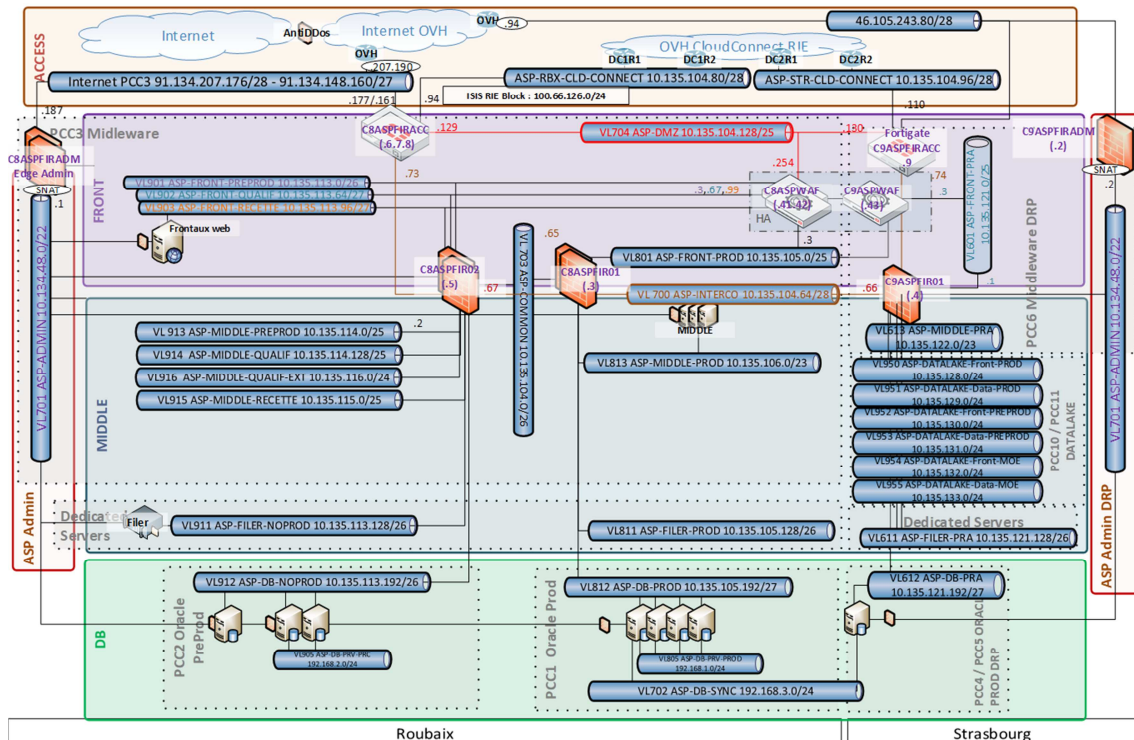 ACCESS
Internet
AntiDDos
Internet OVH
OVH
.94
46.105.243.80/28
OVH
.207.190
OVH CloudConnect RIE
DC1R1
DC1R2
DC2R1
DC2R2
Internet PCC3 91.134.207.176/28 - 91.134.148.160/27
ASP-RBX-CLD-CONNECT 10.135.104.80/28
ASP-STR-CLD-CONNECT 10.135.104.96/28
ISIS RIE Block : 100.66.126.0/24
.187
.177/.161
.94
.110
PCC3 Midleware
C8ASPFIRACC
(.6,7.8)
.129
VL704 ASP-DMZ 10.135.104.128/25
.130
Fortigate
C9ASPFIRACC
.9
C9ASPFIRADM
(.2)
C8ASPFIRADM
Edge Admin
SNAT
.1
SNAT
.2
FRONT
.73
.254
.74
.3
VL901 ASP-FRONT-PREPROD 10.135.113.0/26
VL902 ASP-FRONT-QUALIF 10.135.113.64/27
VL903 ASP-FRONT-RECETTE 10.135.113.96/27
.3, 67, 99
C8ASPWAF
(.41.42)
C9ASPWAF
(.43)
HA
VL601 ASP-FRONT-PRA
10.135.121.0/25
Frontaux web
.65
.3
VL801 ASP-FRONT-PROD 10.135.105.0/25
C8ASPFIR02
(.5)
.67
C8ASPFIR01
(.3)
VL 700 ASP-INTERCO 10.135.104.64/28
.66
C9ASPFIR01
(.4)
.1
VL 703 ASP-COMMON 10.135.104.0/26
PCC6 Middleware DRP
VL701 ASP-ADMIN 10.134.48.0/22
VL701 ASP-ADMIN 10.134.48.0/22
MIDDLE
MIDDLE
.2
VL 913 ASP-MIDDLE-PREPROD 10.135.114.0/25
VL914 ASP-MIDDLE-QUALIF 10.135.114.128/25
VL916 ASP-MIDDLE-QUALIF-EXT 10.135.116.0/24
VL915 ASP-MIDDLE-RECETTE 10.135.115.0/25
VL813 ASP-MIDDLE-PROD 10.135.106.0/23
VL613 ASP-MIDDLE-PRA
10.135.122.0/23
VL950 ASP-DATALAKE-Front-PROD
10.135.128.0/24
VL951 ASP-DATALAKE-Data-PROD
10.135.129.0/24
VL952 ASP-DATALAKE-Front-PREPROD
10.135.130.0/24
VL953 ASP-DATALAKE-Data-PREPROD
10.135.131.0/24
VL954 ASP-DATALAKE-Front-MOE
10.135.132.0/24
VL955 ASP-DATALAKE-Data-MOE
10.135.133.0/24
PCC10 / PCC11
DATALAKE
ASP Admin
ASP Admin DRP
Dedicated
Servers
Filer
VL911 ASP-FILER-NOPROD 10.135.113.128/26
VL811 ASP-FILER-PROD 10.135.105.128/26
Dedicated Servers
VL611 ASP-FILER-PRA 10.135.121.128/26
DB
PCC2 Oracle
PreProd
VL912 ASP-DB-NOPROD 10.135.113.192/26
VL905 ASP-DB-PRV-PRC
192.168.2.0/24
PCC1 Oracle Prod
VL812 ASP-DB-PROD 10.135.105.192/27
VL805 ASP-DB-PRV-PROD
192.168.1.0/24
VL702 ASP-DB-SYNC 192.168.3.0/24
VL612 ASP-DB-PRA
10.135.121.192/27
PCC4 / PCC5 ORACLE
PROD DRP
Roubaix
Strasbourg